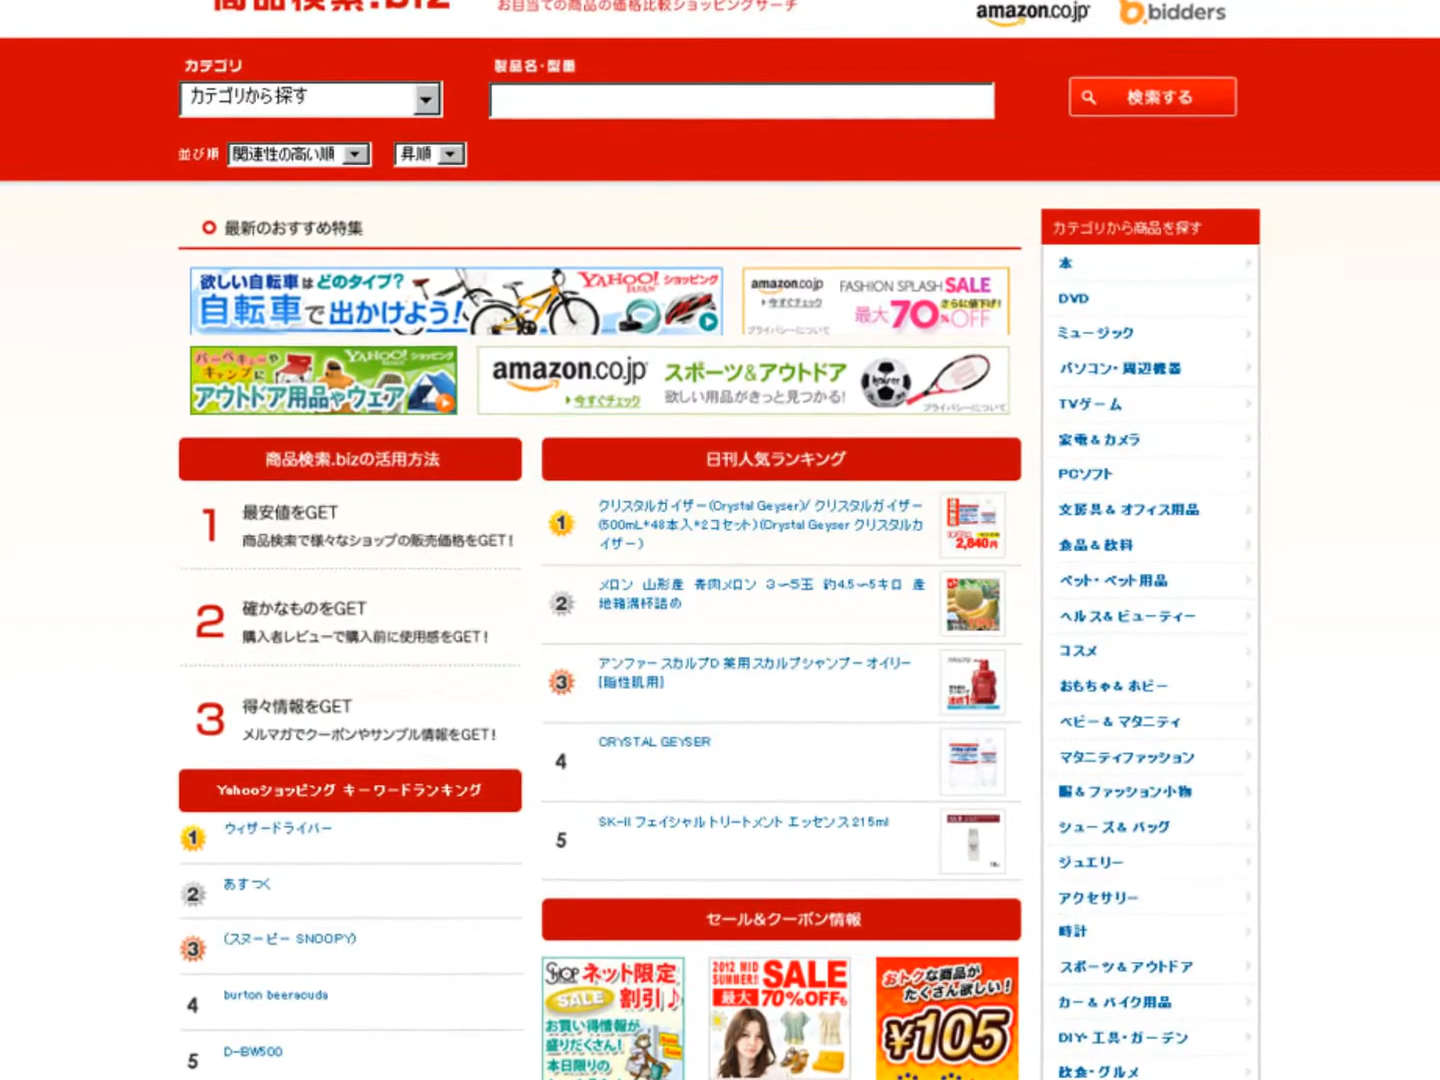 商品検索.biz
お目当ての商品の価格比較ショッピングサーチ
amazon.co.jp
bidders
カテゴリ
製品名・型番
カテゴリから探す
検索する
並び順
関連性の高い順
昇順
最新のおすすめ特集
欲しい自転車はどのタイプ?
自転車で出かけよう!
YAHOO! ショッピング
JAPAN
amazon.co.jp
今すぐチェック
プライバシーについて
FASHION SPLASH SALE
さらに値下げ!
最大70%OFF
バーベキューや
キャンプに
アウトドア用品やウェア
YAHOO! ショッピング
amazon.co.jp
今すぐチェック
スポーツ&アウトドア
欲しい用品がきっと見つかる!
プライバシーについて
商品検索.bizの活用方法
1
最安値をGET
商品検索で様々なショップの販売価格をGET!
2
確かなものをGET
購入者レビューで購入前に使用感をGET!
3
得々情報をGET
メルマガでクーポンやサンプル情報をGET!
Yahooショッピング キーワードランキング
1
ウィザードライバー
2
あすつく
3
(スヌーピー SNOOPY)
4
burton beeracuda
5
D-BW500
日刊人気ランキング
1
クリスタルガイザー(Crystal Geyser)/ クリスタルガイザー
(500mL*48本入*2コセット)(Crystal Geyser クリスタルガ
イザー)
2,840円
2
メロン 山形産 青肉メロン 3～5玉 約4.5～5キロ 産
地箱満杯詰め
3
アンファー スカルプD 薬用スカルプシャンプー オイリー
[脂性肌用]
4
CRYSTAL GEYSER
5
SK-II フェイシャル トリートメント エッセンス 215ml
セール&クーポン情報
SHOP ネット限定
SALE 割引♪
お買い得情報が
盛りだくさん!
本日限りの
2012 MID
SUMMER!! SALE
最大 70%OFF
おトクな商品が
たくさん欲しい!
¥105
カテゴリから商品を探す
本
DVD
ミュージック
パソコン・周辺機器
TVゲーム
家電&カメラ
PCソフト
文房具&オフィス用品
食品&飲料
ペット・ペット用品
ヘルス&ビューティー
コスメ
おもちゃ&ホビー
ベビー&マタニティ
マタニティファッション
服&ファッション小物
シューズ&バッグ
ジュエリー
アクセサリー
時計
スポーツ&アウトドア
カー&バイク用品
DIY・工具・ガーデン
飲食・グルメ